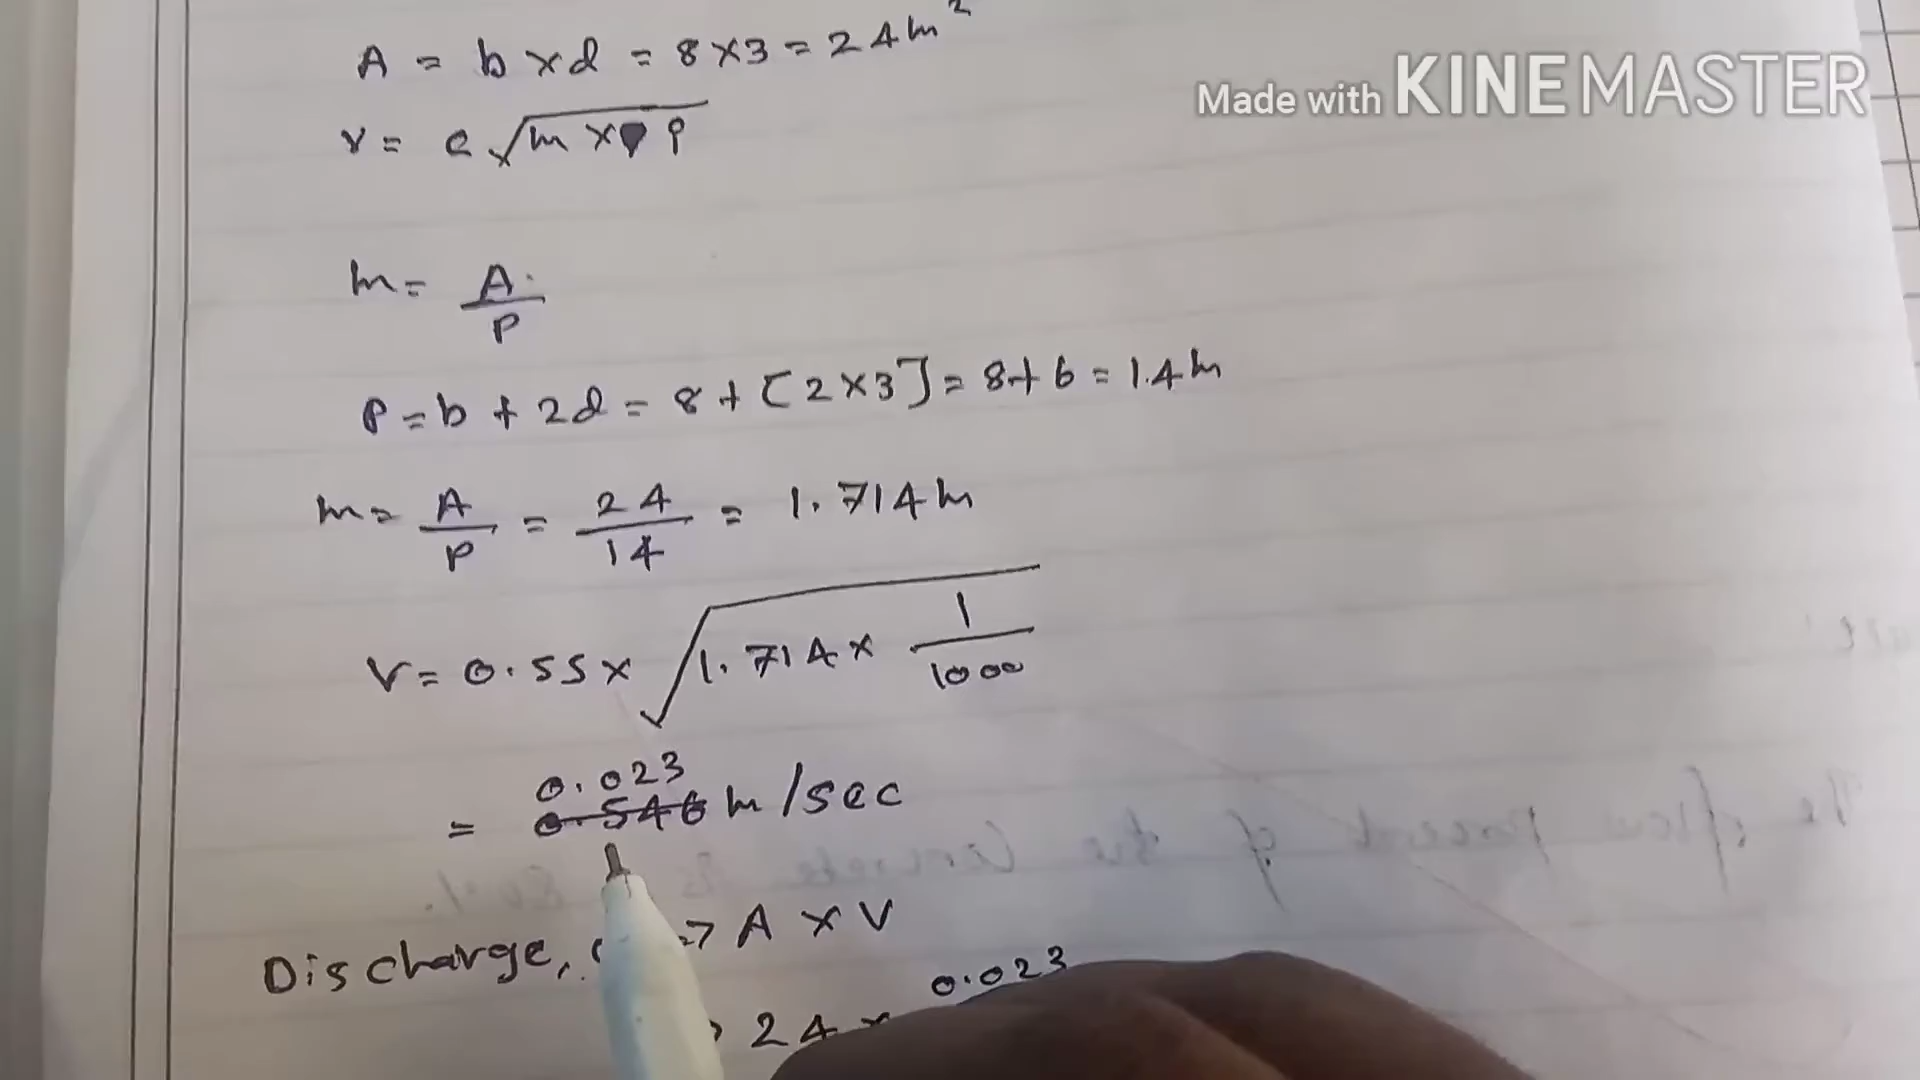 A = b x d = 8 x 3 = 24 m²
Made with KINEMASTER
v = c √m x i
m = A/P
P = b + 2d = 8 + [2 x 3] = 8 + 6 = 14 m
m = A/P = 24/14 = 1.714 m
V = 0.55 x √1.714 x 1/1000
0.023
= 0.546 m/sec
Discharge, => A x V
0.023
24 x